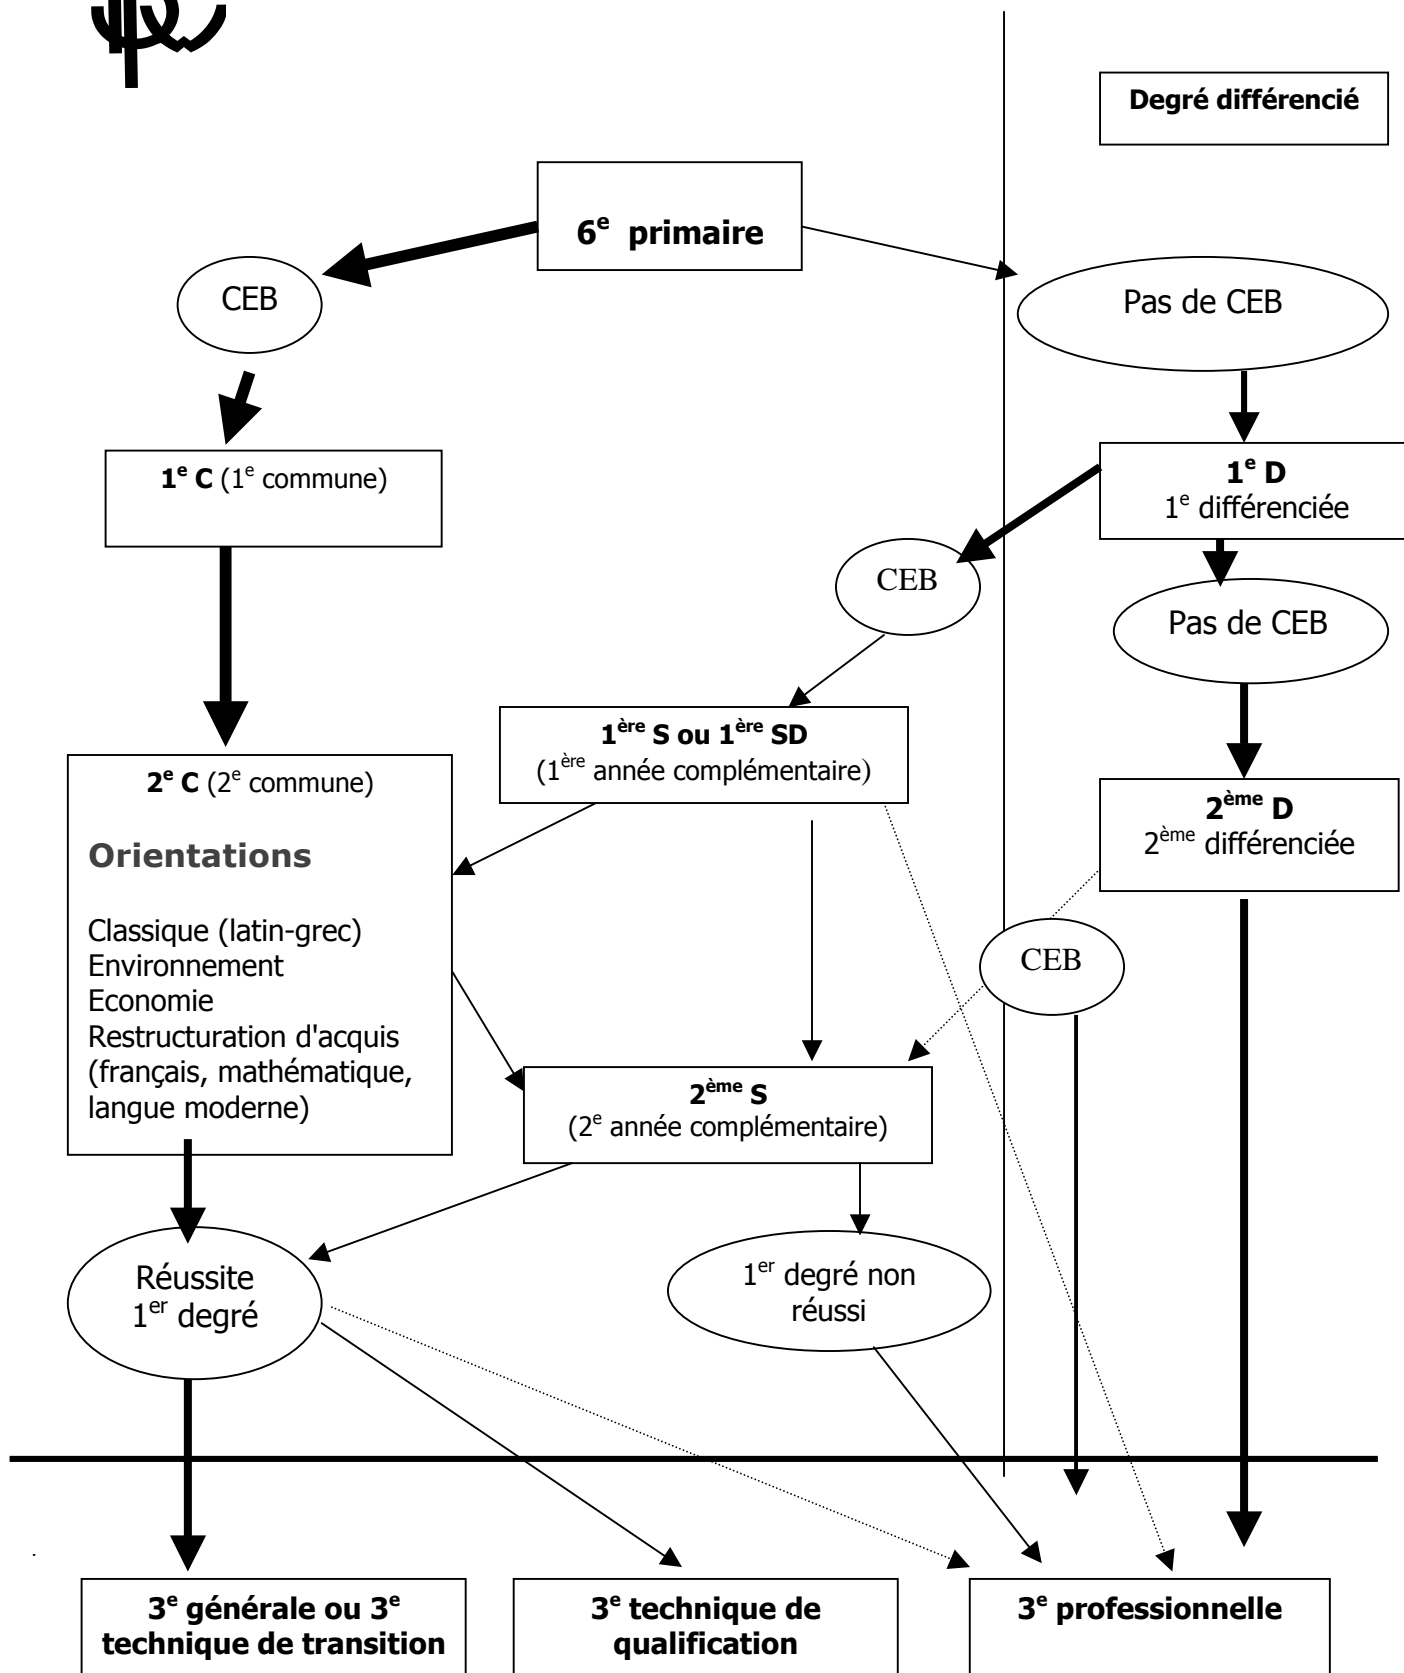 Degré différencié
6e primaire
CEB
Pas de CEB
1e C (1e commune)
1e D
1e différenciée
CEB
Pas de CEB
1ère S ou 1ère SD
(1ère année complémentaire)
2e C (2e commune)
Orientations
Classique (latin-grec)
Environnement
Economie
Restructuration d'acquis
(français, mathématique,
langue moderne)
2ème D
2ème différenciée
CEB
2ème S
(2e année complémentaire)
Réussite
1er degré
1er degré non
réussi
3e générale ou 3e
technique de transition
3e technique de
qualification
3e professionnelle